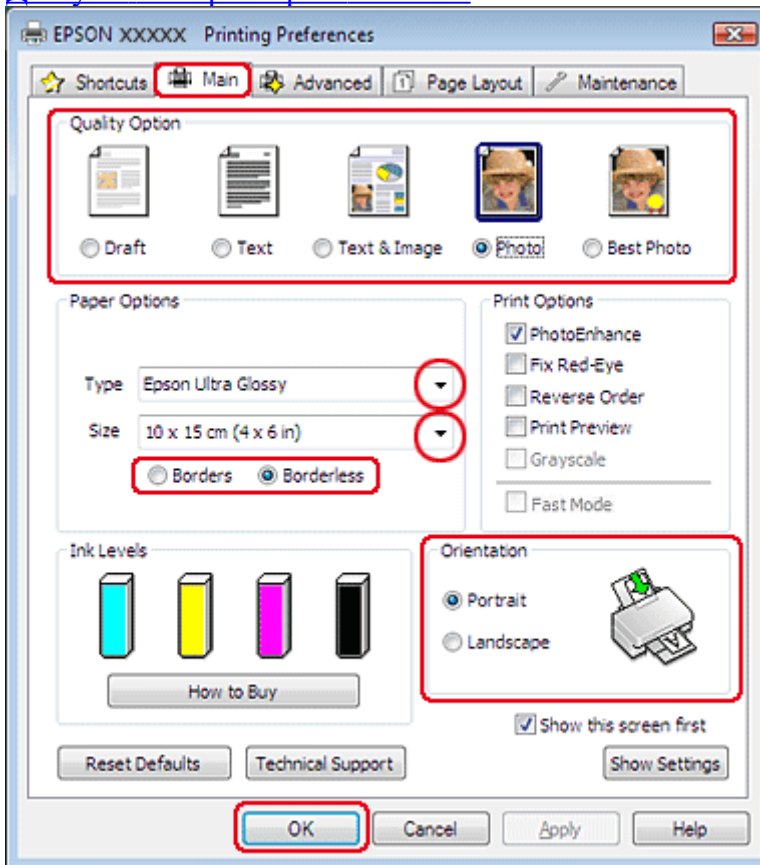 EPSON XXXXX Printing Preferences
Shortcuts Main Advanced 1 Page Layout Maintenance
Quality Option
Draft Text Text & Image Photo Best Photo
Paper Options
Type Epson Ultra Glossy
Size 10 x 15 cm (4 x 6 in)
Borders Borderless
Print Options
PhotoEnhance
Fix Red-Eye
Reverse Order
Print Preview
Grayscale
Fast Mode
Ink Levels
How to Buy
Orientation
Portrait
Landscape
Show this screen first
Reset Defaults Technical Support Show Settings
OK Cancel Apply Help